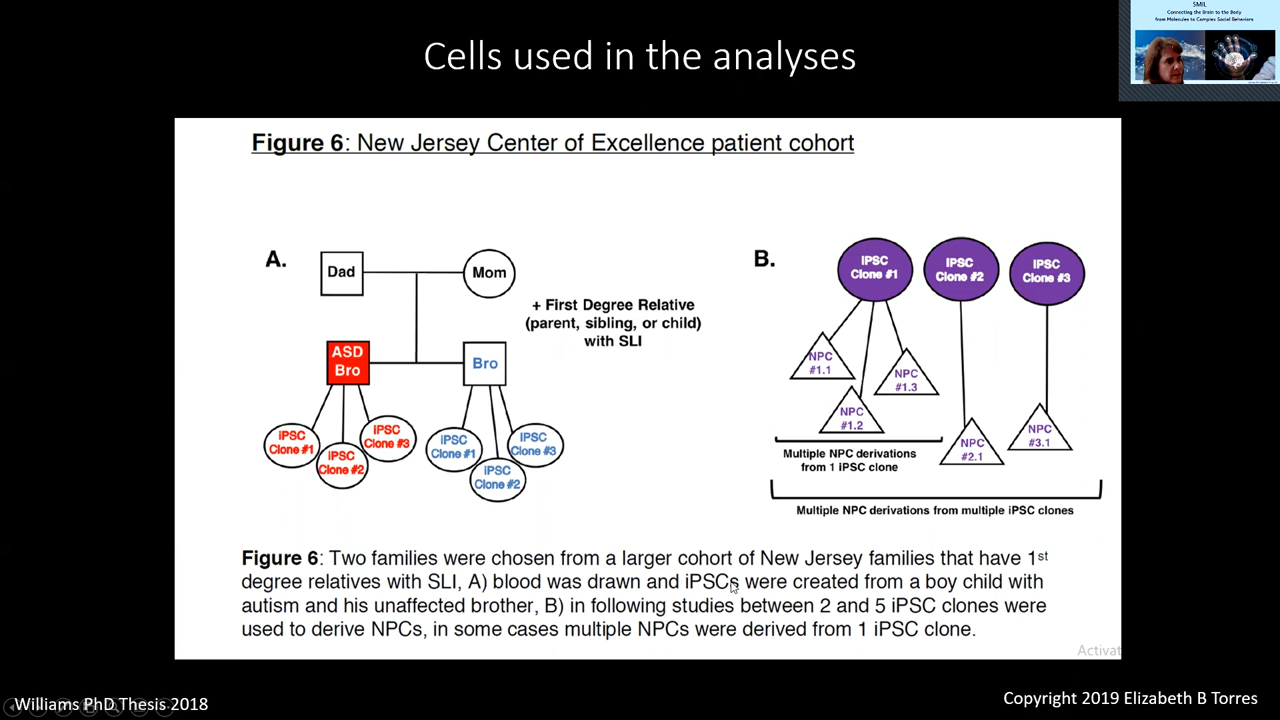 SMIL
Connecting the Brain to the Body
from Molecules to Complex Social Behaviors
Cells used in the analyses
Figure 6: New Jersey Center of Excellence patient cohort
A.
Dad
Mom
+ First Degree Relative
(parent, sibling, or child)
with SLI
ASD
Bro
Bro
iPSC
Clone #1
iPSC
Clone #2
iPSC
Clone #3
iPSC
Clone #1
iPSC
Clone #2
iPSC
Clone #3
B.
iPSC
Clone #1
iPSC
Clone #2
iPSC
Clone #3
NPC
#1.1
NPC
#1.2
NPC
#1.3
NPC
#2.1
NPC
#3.1
Multiple NPC derivations
from 1 iPSC clone
Multiple NPC derivations from multiple iPSC clones
Figure 6: Two families were chosen from a larger cohort of New Jersey families that have 1st
degree relatives with SLI, A) blood was drawn and iPSCs were created from a boy child with
autism and his unaffected brother, B) in following studies between 2 and 5 iPSC clones were
used to derive NPCs, in some cases multiple NPCs were derived from 1 iPSC clone.
Activat
Williams PhD Thesis 2018
Copyright 2019 Elizabeth B Torres